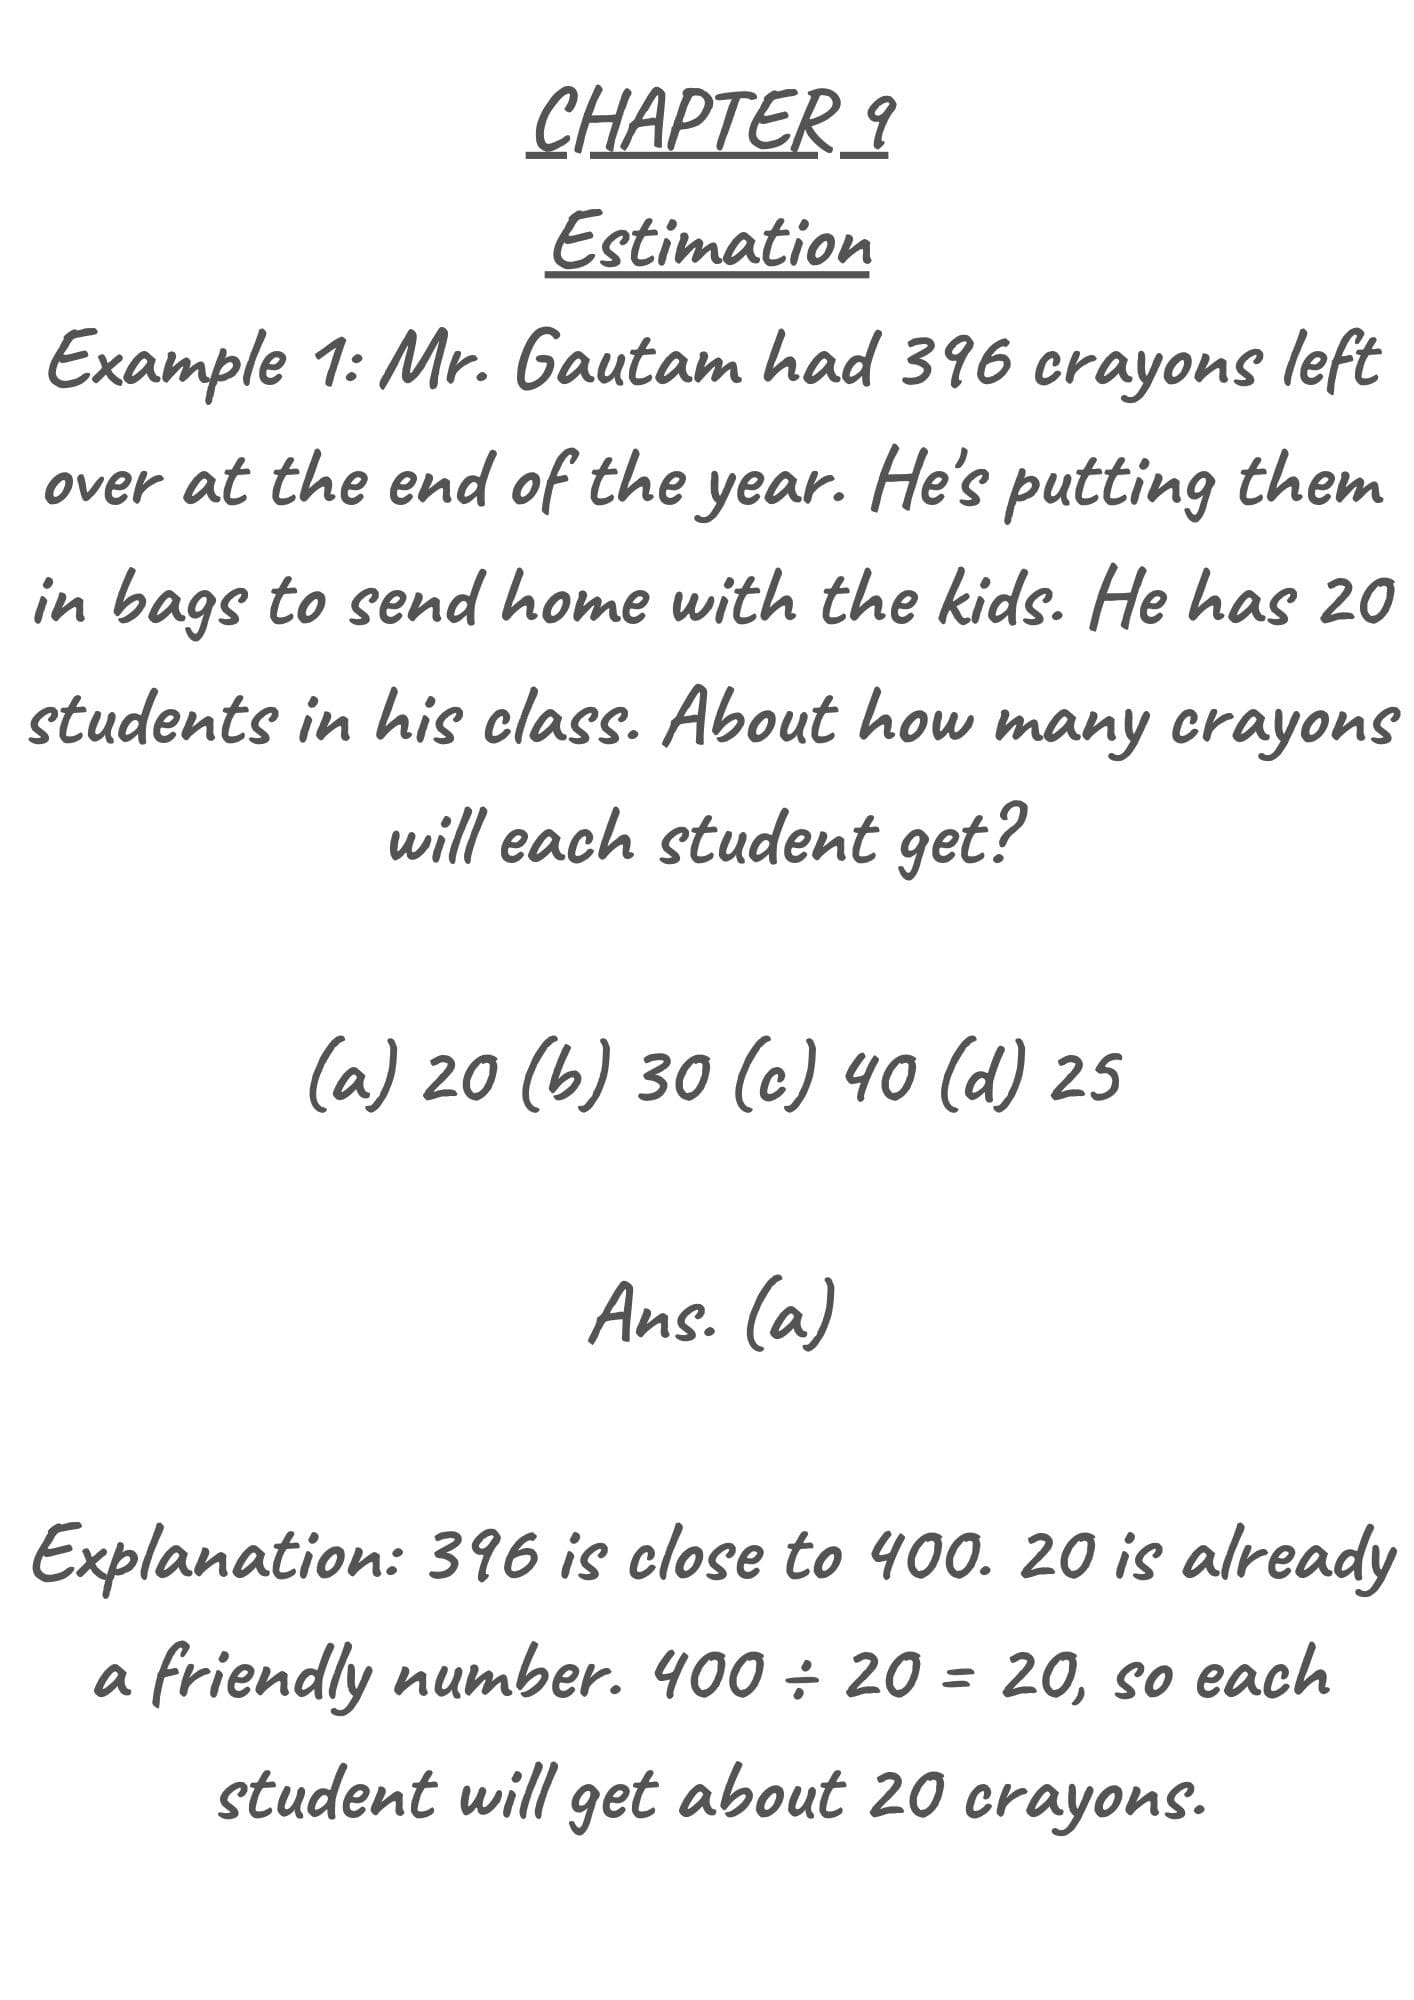 CHAPTER 9
Estimation
Example 1: Mr. Gautam had 396 crayons left
over at the end of the year. He's putting them
in bags to send home with the kids. He has 20
students in his class. About how many crayons
will each student get?
(a) 20 (b) 30 (c) 40 (d) 25
Ans. (a)
Explanation: 396 is close to 400. 20 is already
a friendly number. 400 ÷ 20 = 20, so each
student will get about 20 crayons.